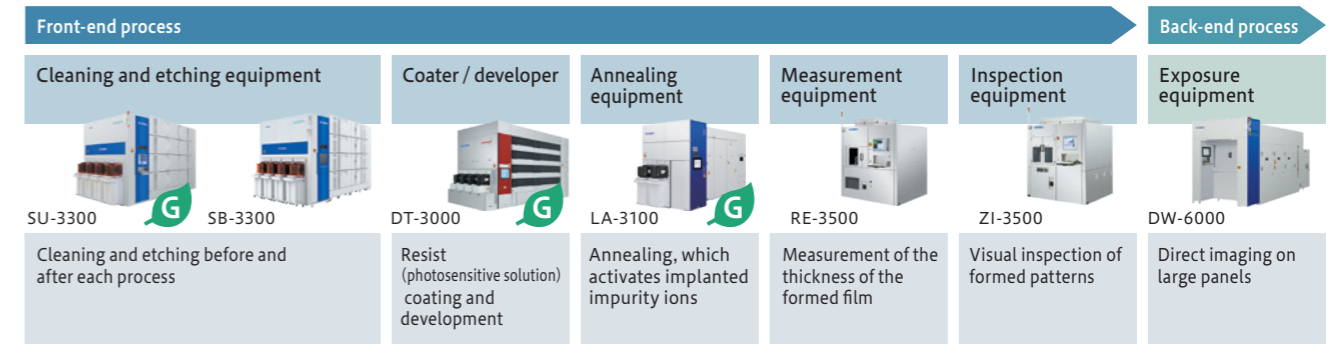 Front-end process
Back-end process
Cleaning and etching equipment
Coater / developer
Annealing
equipment
Measurement
equipment
Inspection
equipment
Exposure
equipment
G
G
G
SU-3300
SB-3300
DT-3000
LA-3100
RE-3500
ZI-3500
DW-6000
Cleaning and etching before and
after each process
Resist
(photosensitive solution)
coating and
development
Annealing, which
activates implanted
impurity ions
Measurement of the
thickness of the
formed film
Visual inspection of
formed patterns
Direct imaging on
large panels